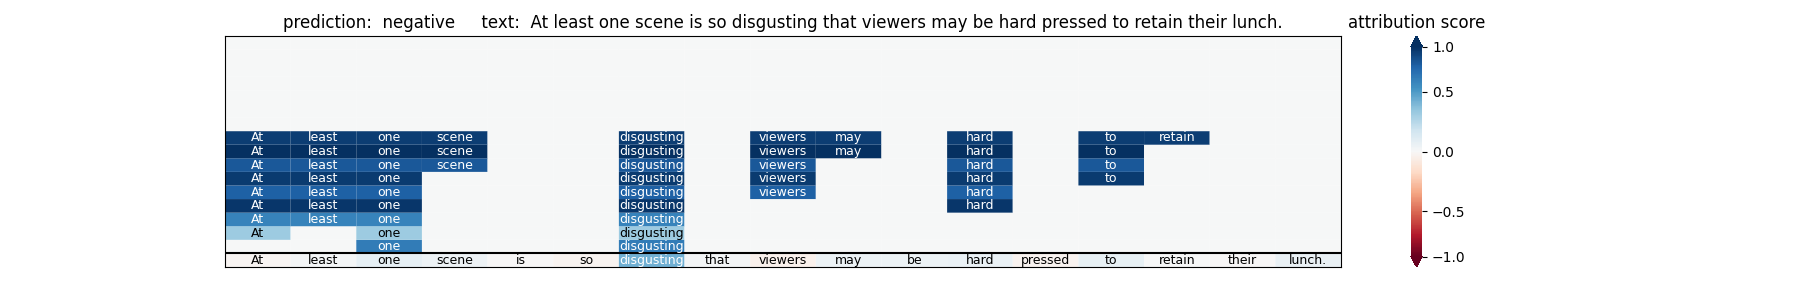 prediction:  negative     text:  At least one scene is so disgusting that viewers may be hard pressed to retain their lunch.
attribution score
At least one scene disgusting viewers may hard to retain
At least one scene disgusting viewers may hard to
At least one scene disgusting viewers hard to
At least one disgusting viewers hard to
At least one disgusting viewers hard
At least one disgusting hard
At least one disgusting
At one disgusting
one disgusting
At least one scene is so disgusting that viewers may be hard pressed to retain their lunch.
1.0
0.5
0.0
−0.5
−1.0